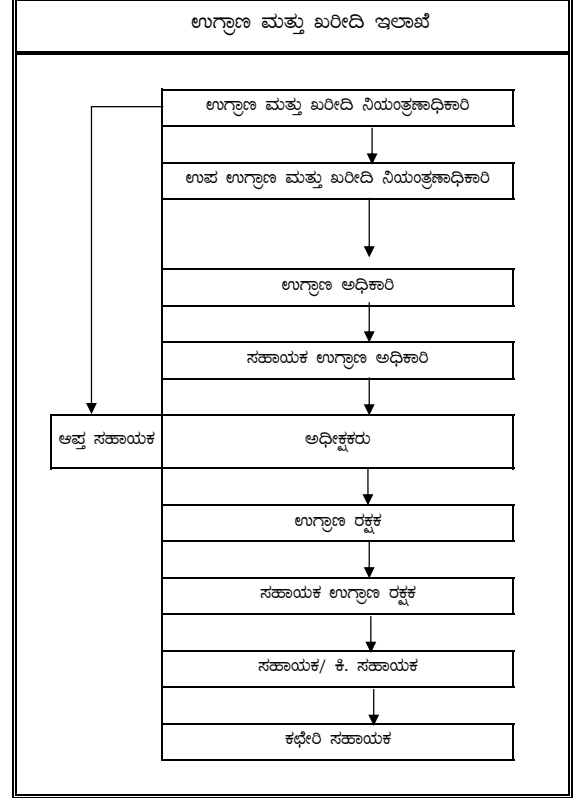 ಉಗ್ರಾಣ ಮತ್ತು ಖರೀದಿ ಇಲಾಖೆ
ಉಗ್ರಾಣ ಮತ್ತು ಖರೀದಿ ನಿಯಂತ್ರಣಾಧಿಕಾರಿ
ಉಪ ಉಗ್ರಾಣ ಮತ್ತು ಖರೀದಿ ನಿಯಂತ್ರಣಾಧಿಕಾರಿ
ಉಗ್ರಾಣ ಅಧಿಕಾರಿ
ಸಹಾಯಕ ಉಗ್ರಾಣ ಅಧಿಕಾರಿ
ಆಪ್ತ ಸಹಾಯಕ
ಅಧೀಕ್ಷಕರು
ಉಗ್ರಾಣ ರಕ್ಷಕ
ಸಹಾಯಕ ಉಗ್ರಾಣ ರಕ್ಷಕ
ಸಹಾಯಕ/ ಕಿ. ಸಹಾಯಕ
ಕಛೇರಿ ಸಹಾಯಕ